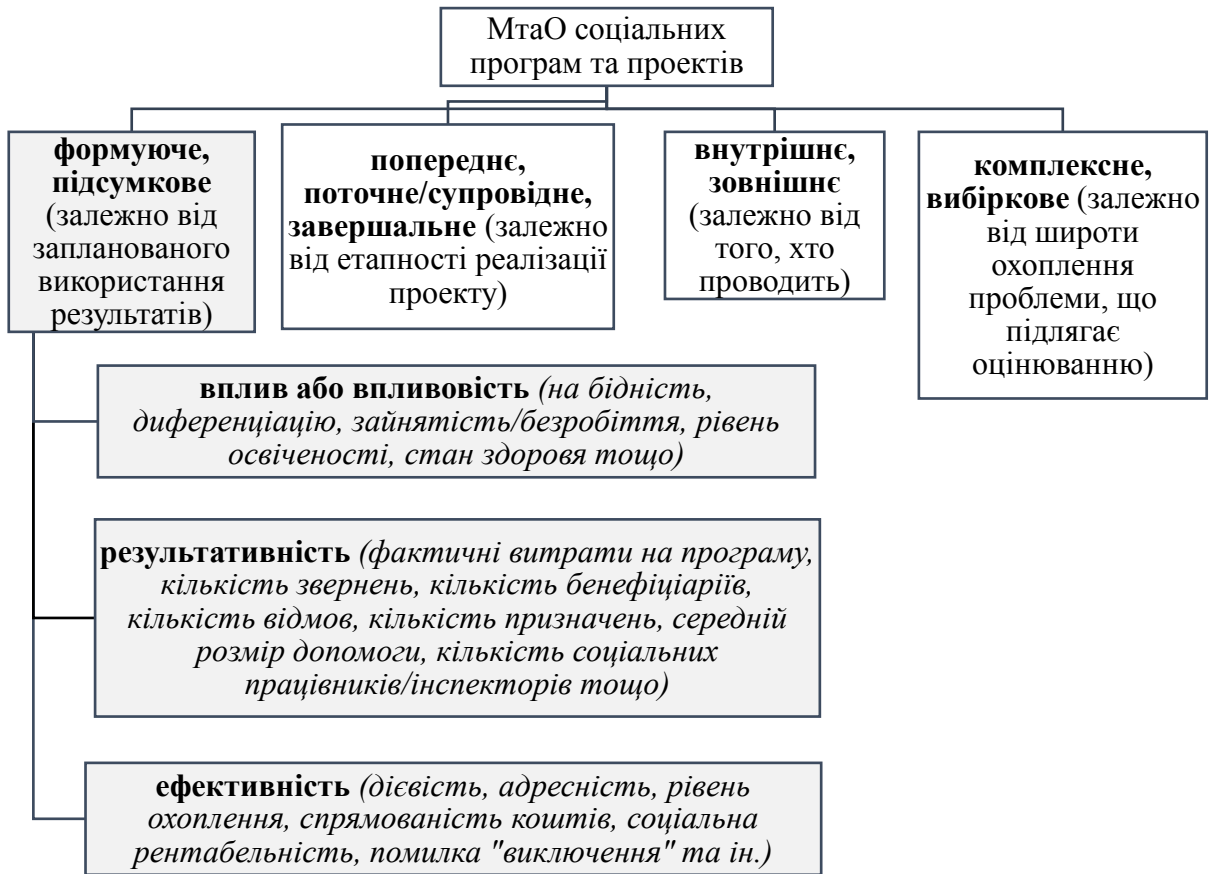 МтаО соціальних
програм та проектів
формуюче,
підсумкове
(залежно від
запланованого
використання
результатів)
попереднє,
поточне/супровідне,
завершальне (залежно
від етапності реалізації
проекту)
внутрішнє,
зовнішнє
(залежно від
того, хто
проводить)
комплексне,
вибіркове (залежно
від широти
охоплення
проблеми, що
підлягає
оцінюванню)
вплив або впливовість (на бідність,
диференціацію, зайнятість/безробіття, рівень
освіченості, стан здоровя тощо)
результативність (фактичні витрати на програму,
кількість звернень, кількість бенефіціаріїв,
кількість відмов, кількість призначень, середній
розмір допомоги, кількість соціальних
працівників/інспекторів тощо)
ефективність (дієвість, адресність, рівень
охоплення, спрямованість коштів, соціальна
рентабельність, помилка "виключення" та ін.)